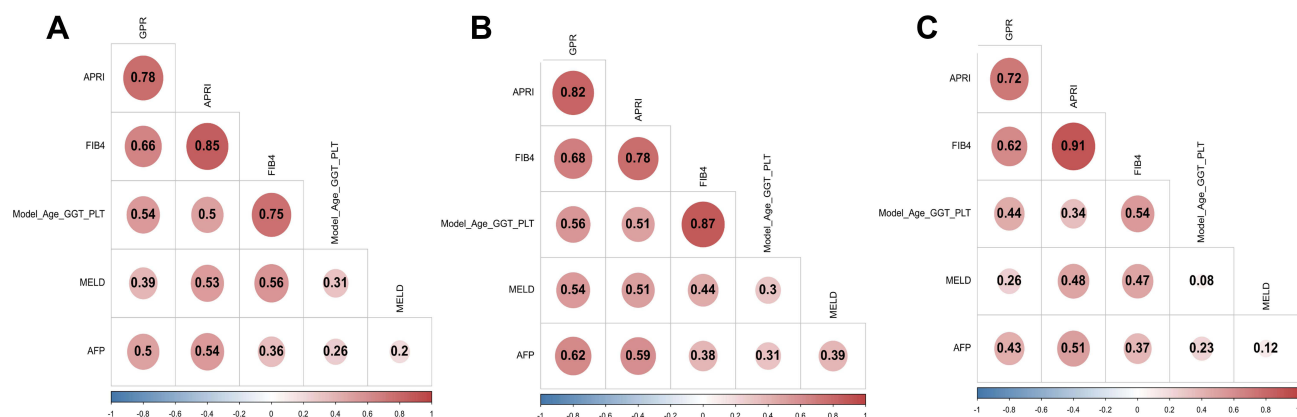 A
GPR
APRI 0.78
APRI
FIB4 0.66 0.85
FIB4
Model_Age_GGT_PLT 0.54 0.5 0.75
Model_Age_GGT_PLT
MELD 0.39 0.53 0.56 0.31
MELD
AFP 0.5 0.54 0.36 0.26 0.2
-1 -0.8 -0.6 -0.4 -0.2 0 0.2 0.4 0.6 0.8 1
B
GPR
APRI 0.82
APRI
FIB4 0.68 0.78
FIB4
Model_Age_GGT_PLT 0.56 0.51 0.87
Model_Age_GGT_PLT
MELD 0.54 0.51 0.44 0.3
MELD
AFP 0.62 0.59 0.38 0.31 0.39
-1 -0.8 -0.6 -0.4 -0.2 0 0.2 0.4 0.6 0.8 1
C
GPR
APRI 0.72
APRI
FIB4 0.62 0.91
FIB4
Model_Age_GGT_PLT 0.44 0.34 0.54
Model_Age_GGT_PLT
MELD 0.26 0.48 0.47 0.08
MELD
AFP 0.43 0.51 0.37 0.23 0.12
-1 -0.8 -0.6 -0.4 -0.2 0 0.2 0.4 0.6 0.8 1